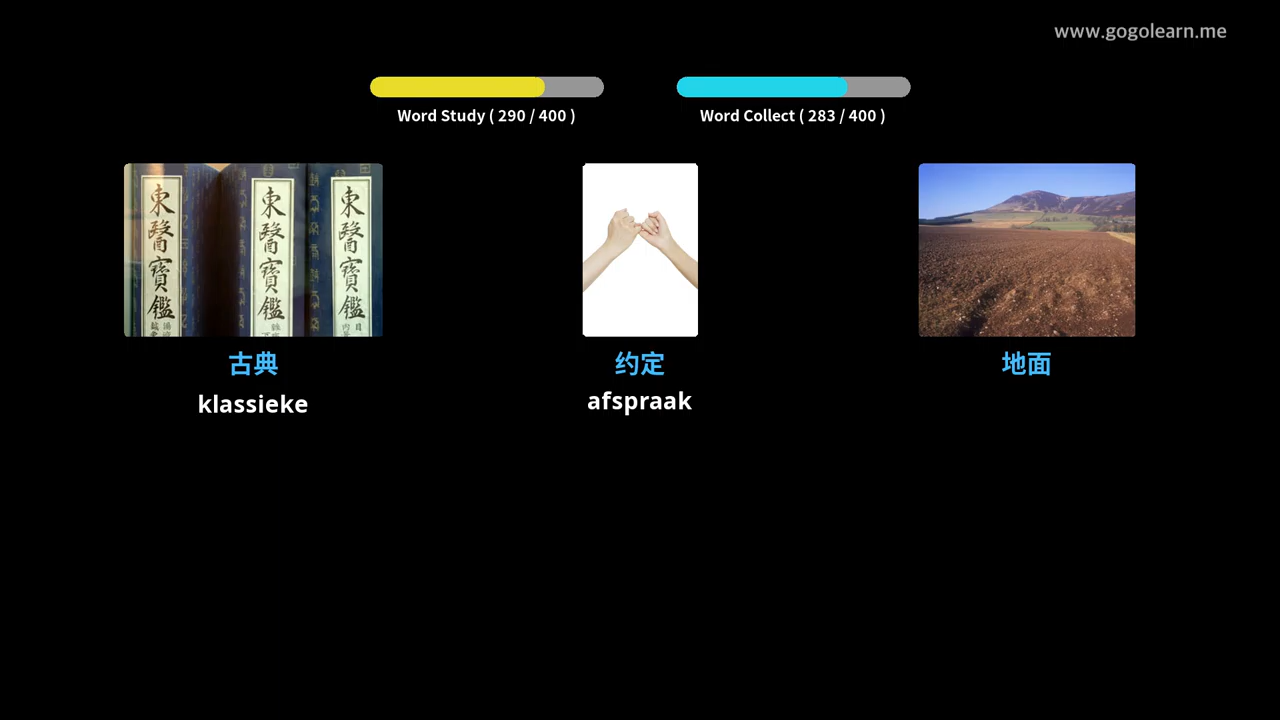 www.gogolearn.me
Word Study ( 290 / 400 )
Word Collect ( 283 / 400 )
東醫寶鑑
東醫寶鑑
東醫寶鑑
古典
klassieke
约定
afspraak
地面